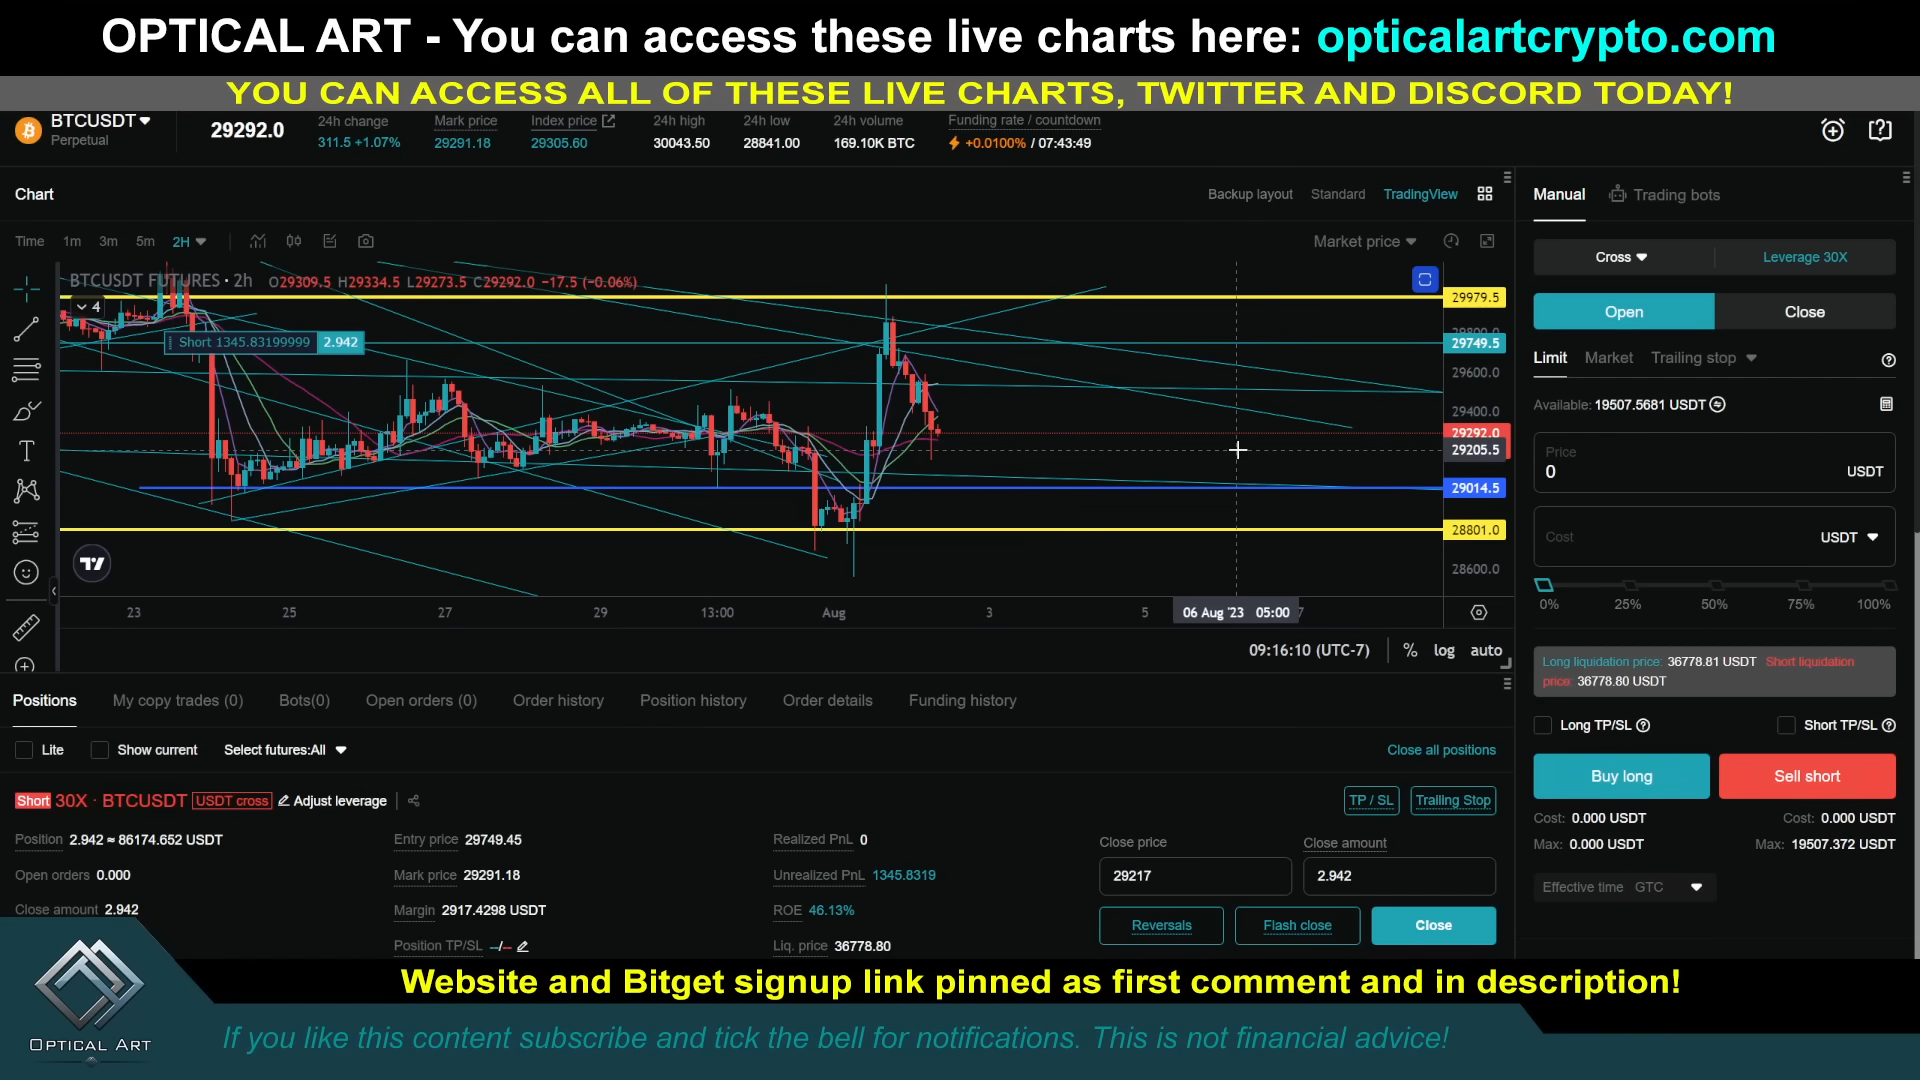 OPTICAL ART - You can access these live charts here: opticalartcrypto.com
YOU CAN ACCESS ALL OF THESE LIVE CHARTS, TWITTER AND DISCORD TODAY!
BTCUSDT
Perpetual
29292.0
24h change
311.5 +1.07%
Mark price
29291.18
Index price
29305.60
24h high
30043.50
24h low
28841.00
24h volume
169.10K BTC
Funding rate / countdown
+0.0100% / 07:43:49
Chart
Backup layout Standard TradingView
Manual Trading bots
Time 1m 3m 5m 2H
Market price
Cross Leverage 30X
BTCUSDT FUTURES · 2h O29309.5 H29334.5 L29273.5 C29292.0 −17.5 (−0.06%)
4
Short 1345.83199999 2.942
29979.5
29800.0
29749.5
29600.0
29400.0
29292.0
29205.5
29014.5
28801.0
28600.0
23 25 27 29 13:00 Aug 3 5 06 Aug '23 05:00 7
09:16:10 (UTC-7) % log auto
Open Close
Limit Market Trailing stop
Available: 19507.5681 USDT
Price
0 USDT
Cost USDT
0% 25% 50% 75% 100%
Long liquidation price: 36778.81 USDT Short liquidation
price: 36778.80 USDT
Long TP/SL Short TP/SL
Buy long Sell short
Cost: 0.000 USDT Cost: 0.000 USDT
Max: 0.000 USDT Max: 19507.372 USDT
Effective time GTC
Positions My copy trades (0) Bots(0) Open orders (0) Order history Position history Order details Funding history
Lite Show current Select futures:All Close all positions
Short 30X · BTCUSDT USDT cross Adjust leverage TP / SL Trailing Stop
Position 2.942 ≈ 86174.652 USDT
Open orders 0.000
Close amount 2.942
Entry price 29749.45
Mark price 29291.18
Margin 2917.4298 USDT
Position TP/SL --/--
Realized PnL 0
Unrealized PnL 1345.8319
ROE 46.13%
Liq. price 36778.80
Close price Close amount
29217 2.942
Reversals Flash close Close
OPTICAL ART
Website and Bitget signup link pinned as first comment and in description!
If you like this content subscribe and tick the bell for notifications. This is not financial advice!